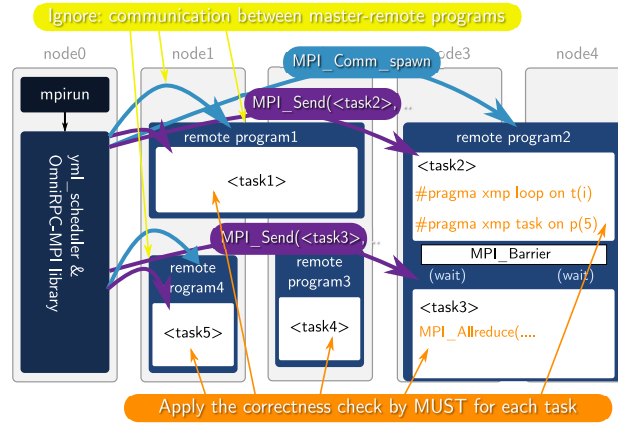 Ignore: communication between master-remote programs
node0
node1
node3
node4
mpirun
MPI_Comm_spawn
MPI_Send(<task2>, ..
yml_scheduler &
OmniRPC-MPI library
remote program1
<task1>
remote program2
<task2>
#pragma xmp loop on t(i)
#pragma xmp task on p(5)
MPI_Send(<task3>, ..
MPI_Barrier
(wait)
(wait)
remote
program4
<task5>
remote
program3
<task4>
<task3>
MPI_Allreduce(....
Apply the correctness check by MUST for each task